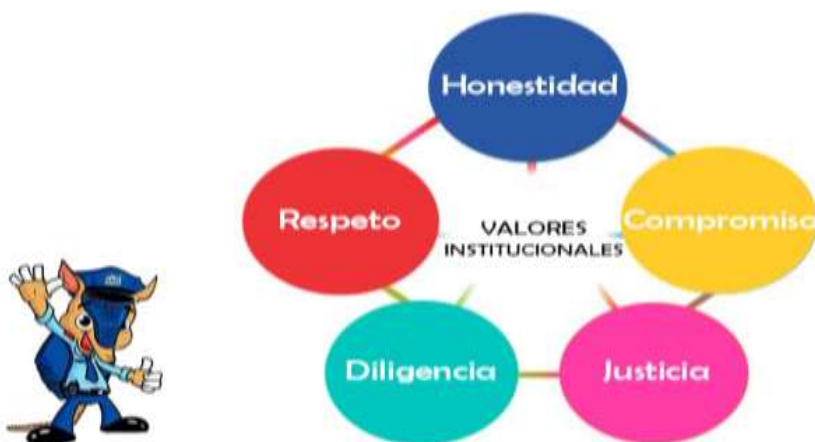 Honestidad
Respeto
Compromiso
VALORES
INSTITUCIONALES
Diligencia
Justicia